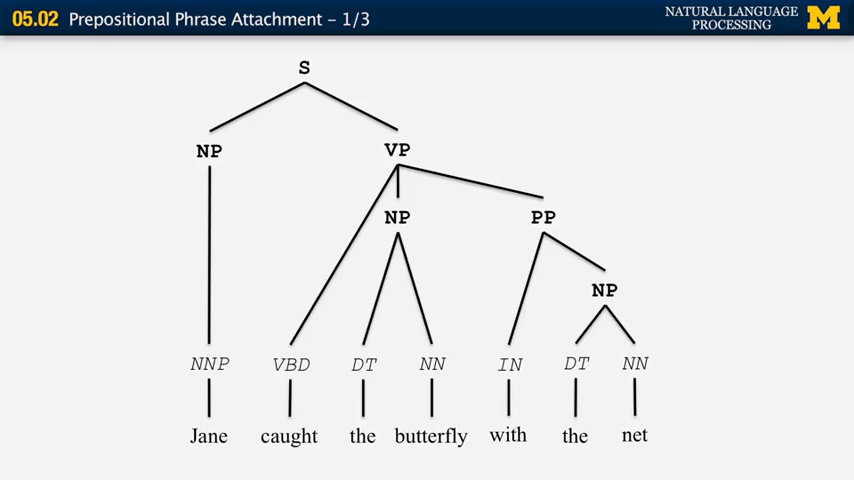 05.02 Prepositional Phrase Attachment – 1/3
NATURAL LANGUAGE
PROCESSING
M
S
NP VP
NP PP
NP
NNP VBD DT NN IN DT NN
Jane caught the butterfly with the net